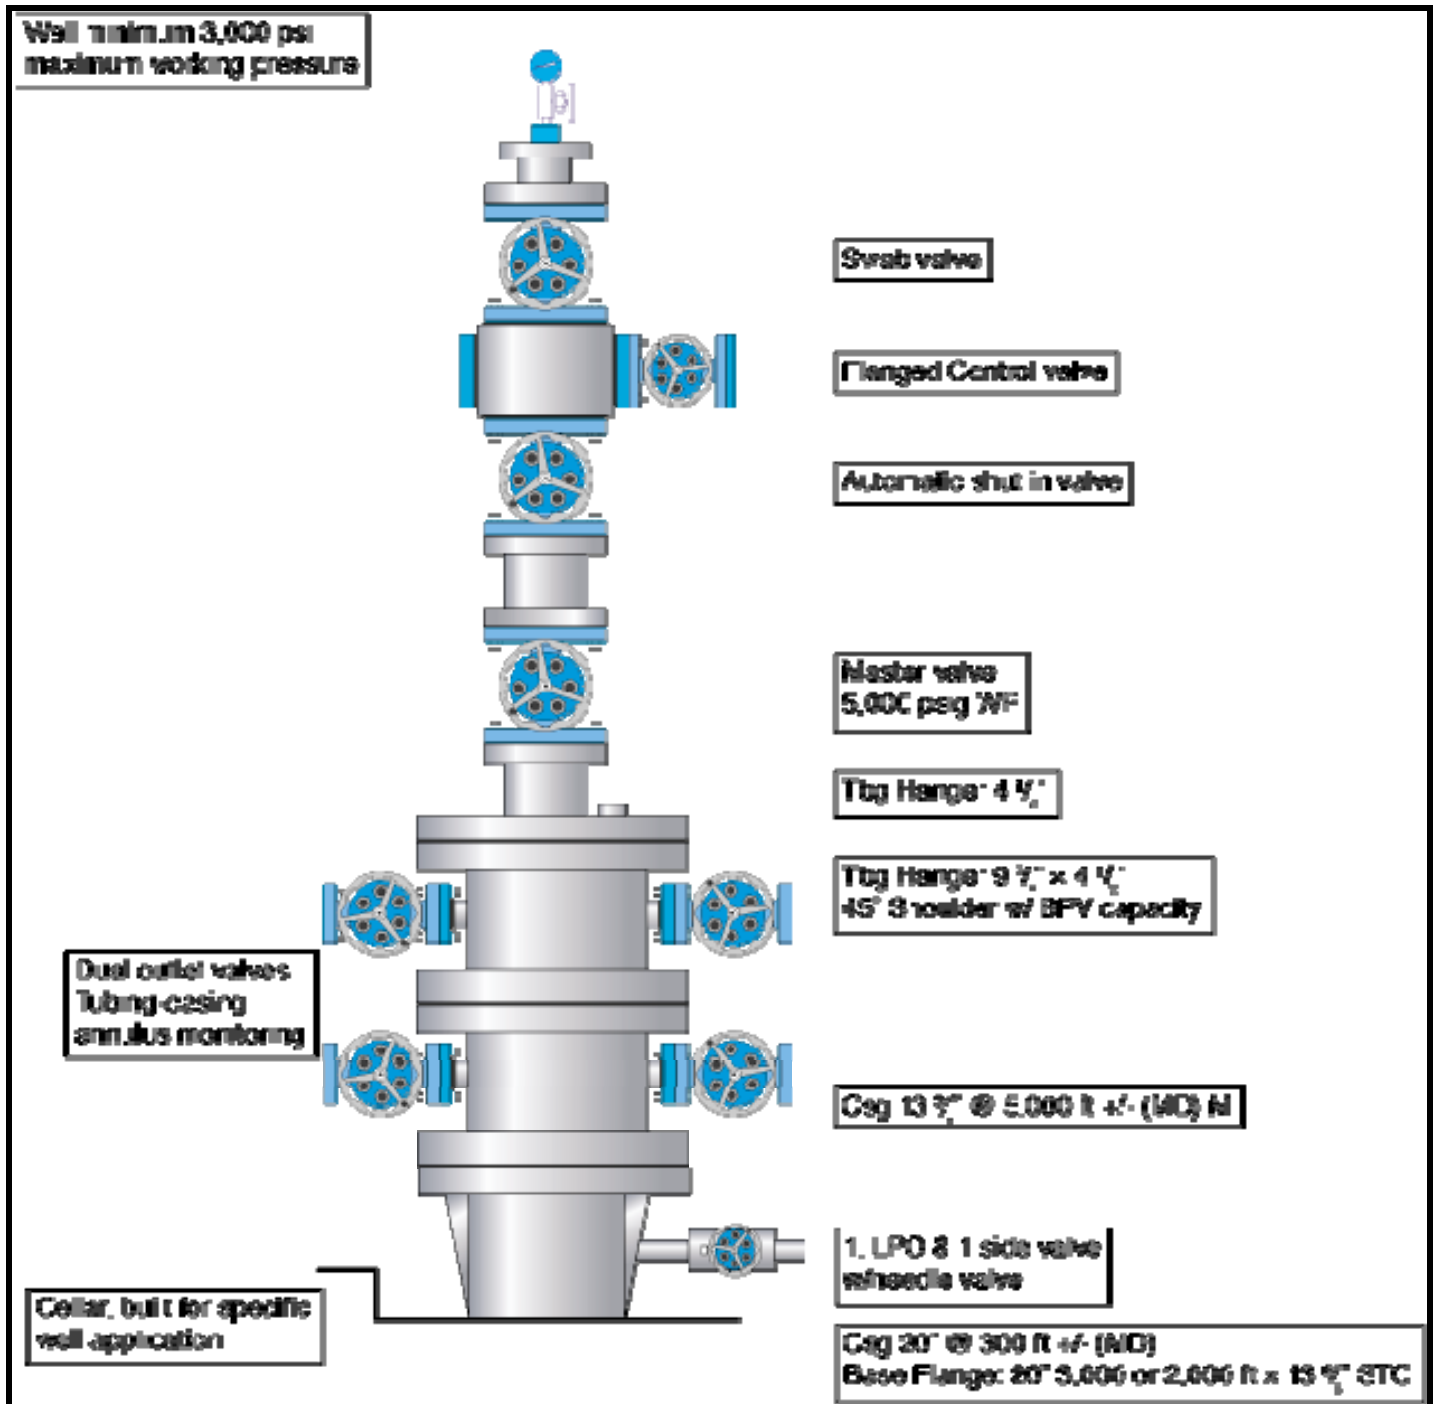 Well minimum 3,000 psi
maximum working pressure
Swab valve
Flanged Control valve
Automatic shut in valve
Master valve
5,000 psig WP
Tbg Hanger 4
Tbg Hanger 9 x 4
45° Shoulder w/ BPV capacity
Dual outlet valves
Tubing-casing
annulus monitoring
Csg 13 @ 5,000 ft +/- (MD)
1, LPO & 1 side valve
w/needle valve
Cellar, built for specific
well application
Csg 20" @ 300 ft +/- (MD)
Base Flange: 20" 3,000 or 2,000 ft x 13 STC